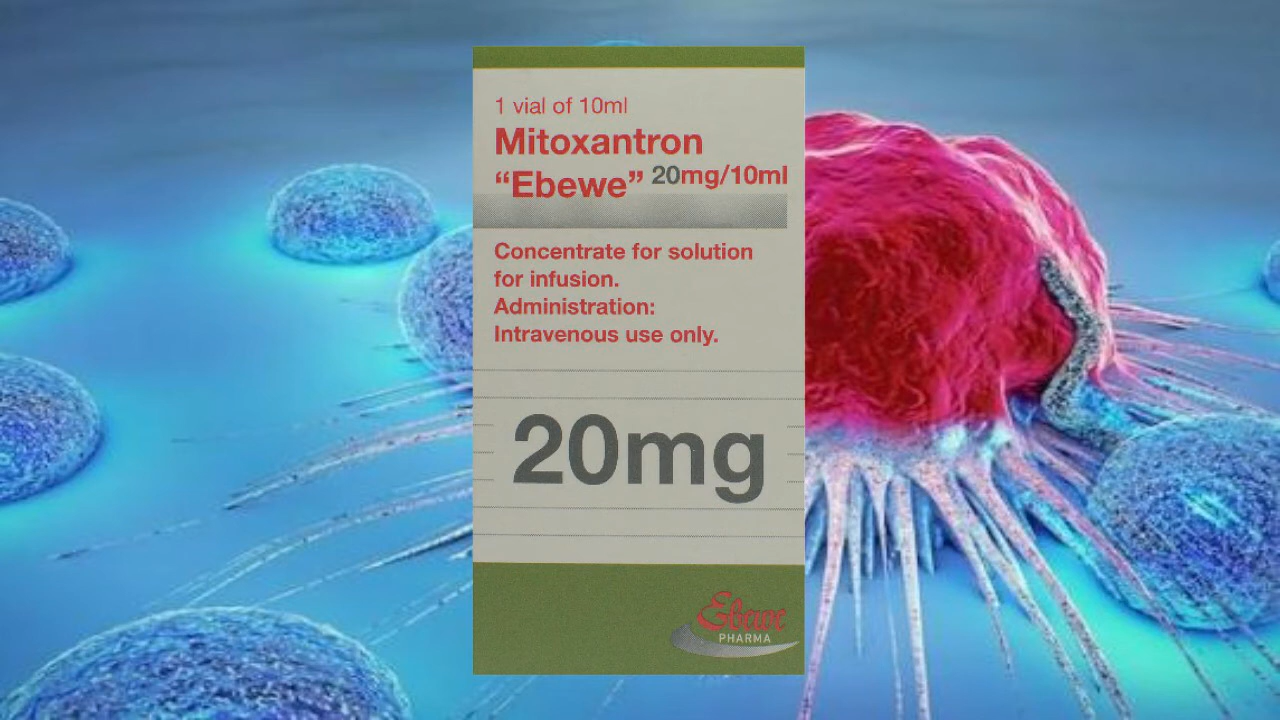 1 vial of 10ml
Mitoxantron
“Ebewe” 20mg/10ml
Concentrate for solution
for infusion.
Administration:
Intravenous use only.
20mg
Ebewe
PHARMA